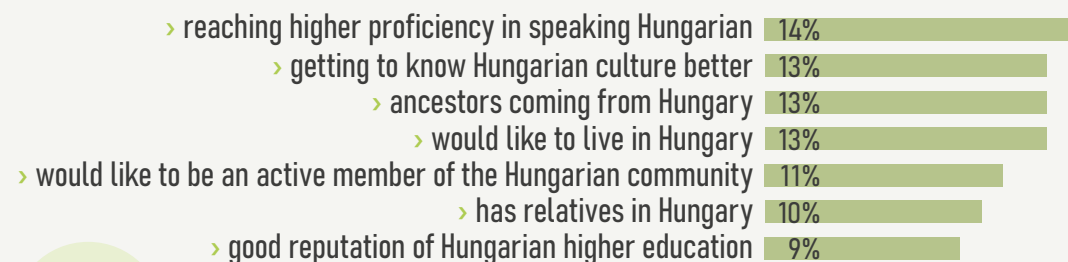 › reaching higher proficiency in speaking Hungarian 14%
› getting to know Hungarian culture better 13%
› ancestors coming from Hungary 13%
› would like to live in Hungary 13%
› would like to be an active member of the Hungarian community 11%
› has relatives in Hungary 10%
› good reputation of Hungarian higher education 9%